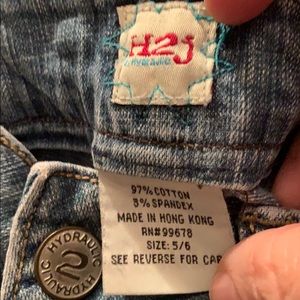 H2J
HYDRAULIC
97% COTTON
3% SPANDEX
MADE IN HONG KONG
RN#99678
SIZE: 5/6
SEE REVERSE FOR CAR
HYDRAULIC
HYDRAULIC
2